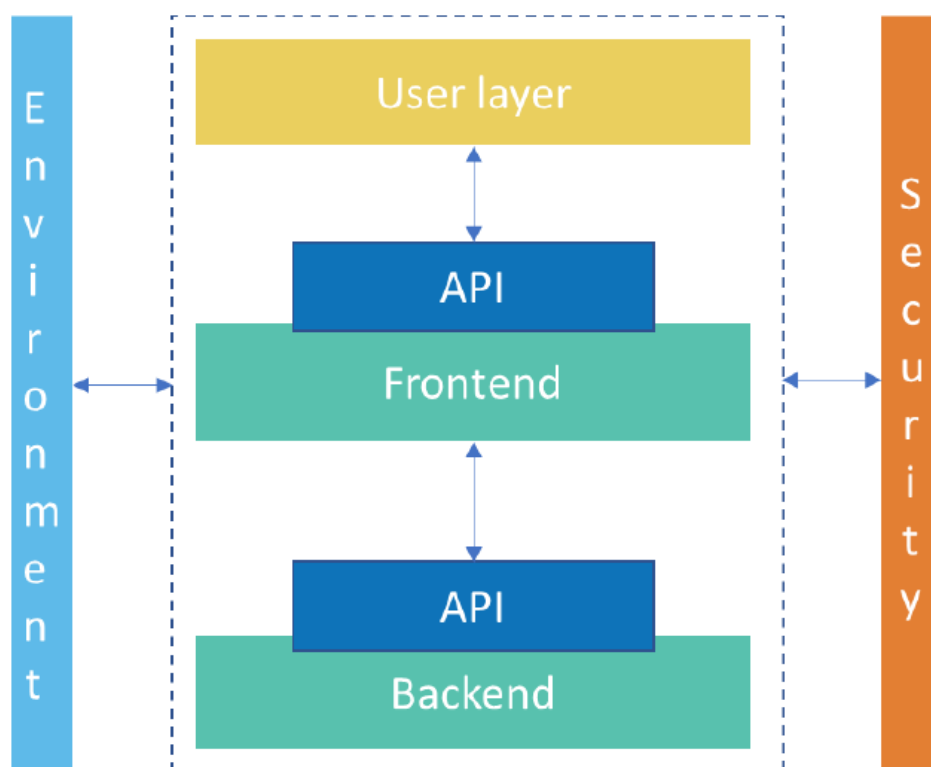 Environment
User layer
API
Frontend
API
Backend
Security